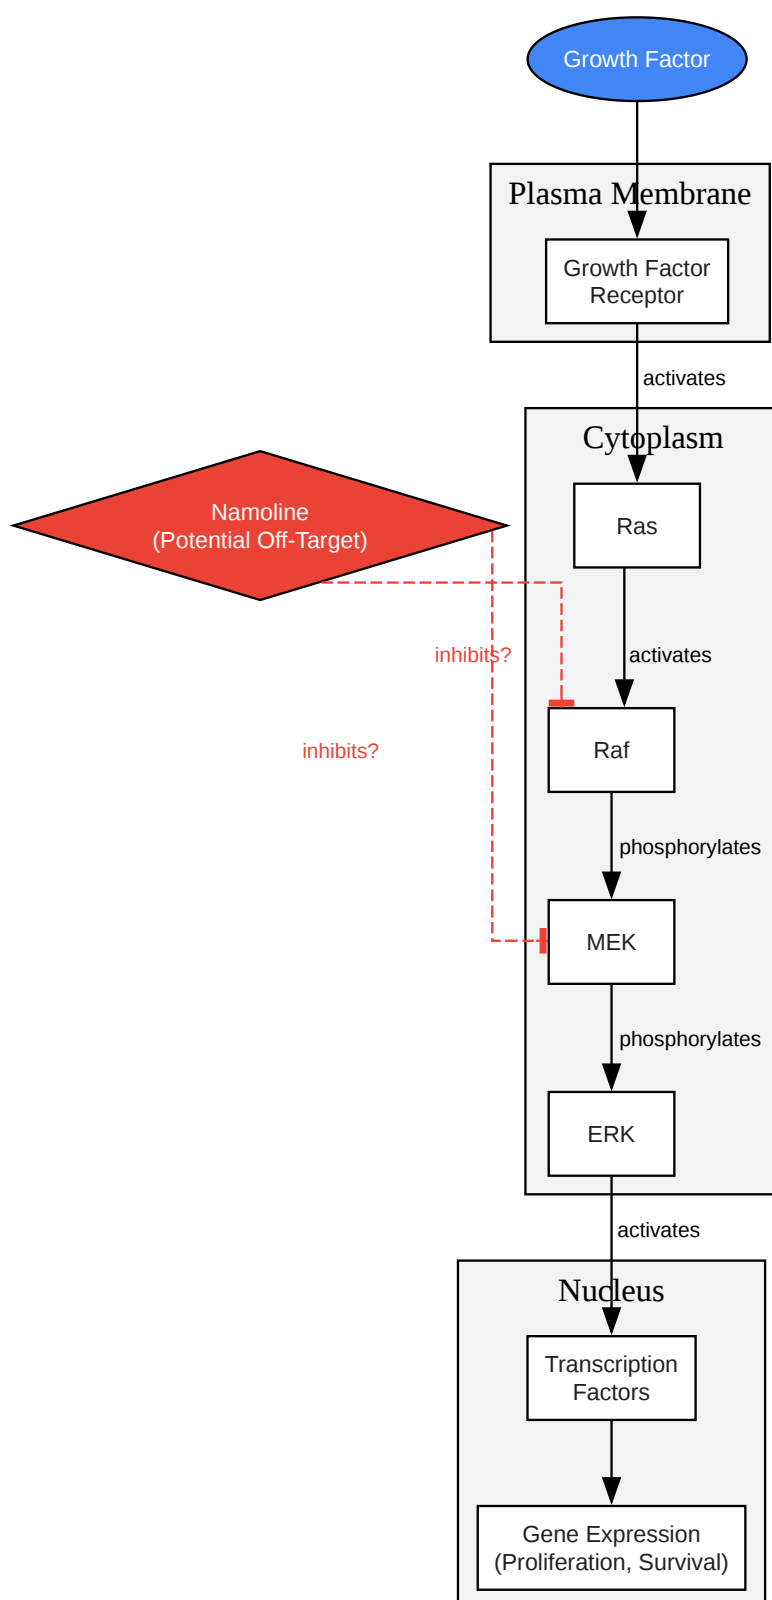 Growth Factor
Plasma Membrane
Growth Factor
Receptor
activates
Cytoplasm
Namoline
(Potential Off-Target)
Ras
inhibits?
activates
inhibits?
Raf
phosphorylates
MEK
phosphorylates
ERK
activates
Nucleus
Transcription
Factors
Gene Expression
(Proliferation, Survival)